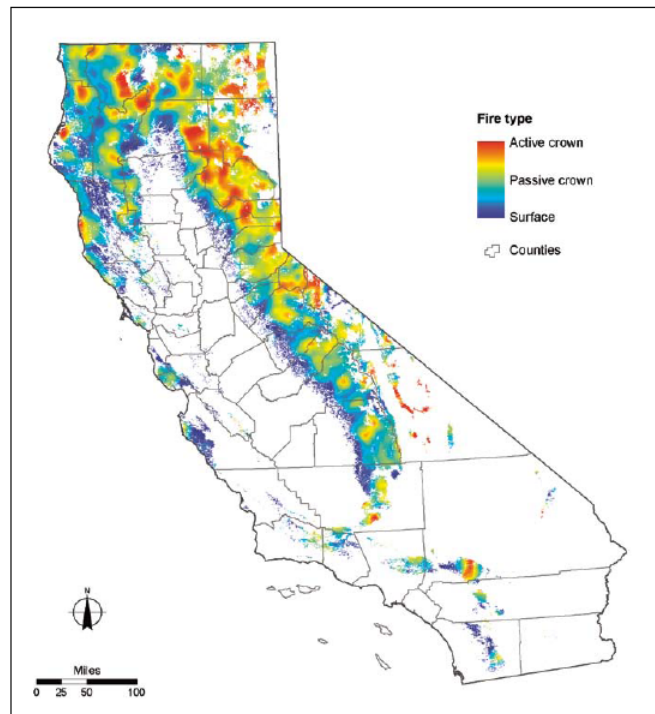 Fire type
Active crown
Passive crown
Surface
Counties
N
Miles
0 25 50 100